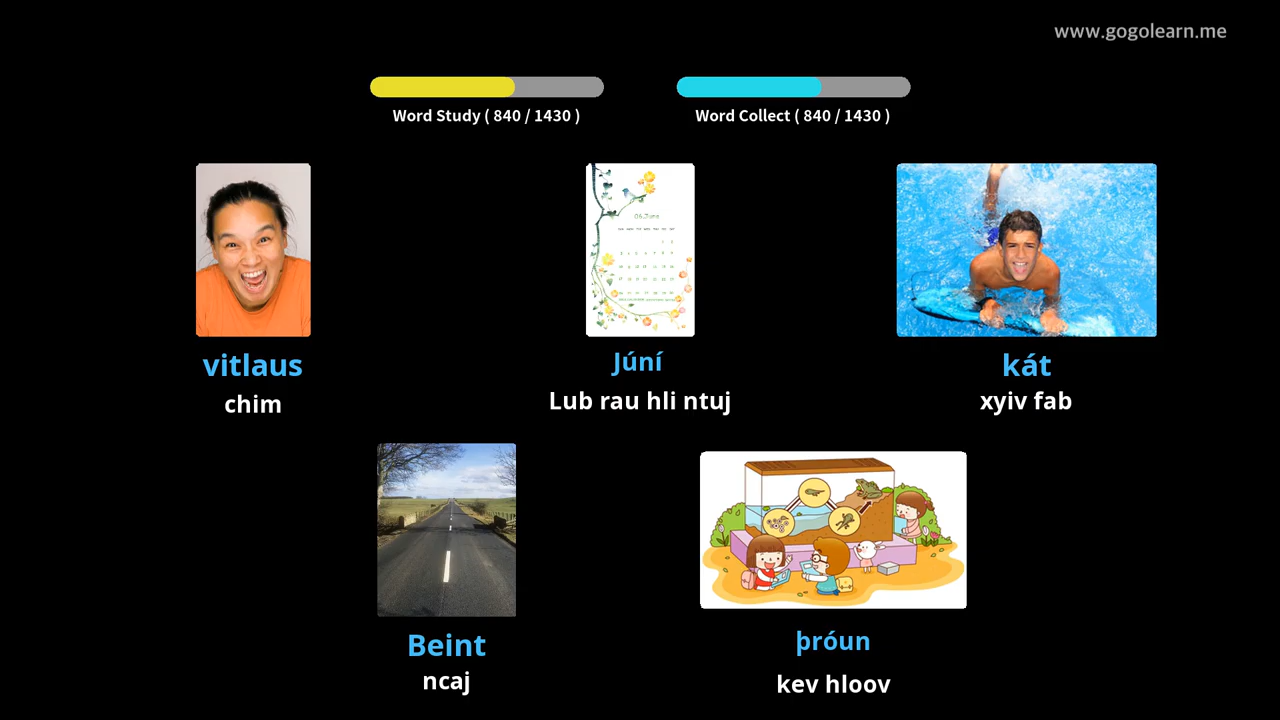 www.gogolearn.me
Word Study ( 840 / 1430 )
Word Collect ( 840 / 1430 )
vitlaus
chim
Júní
Lub rau hli ntuj
kát
xyiv fab
Beint
ncaj
þróun
kev hloov